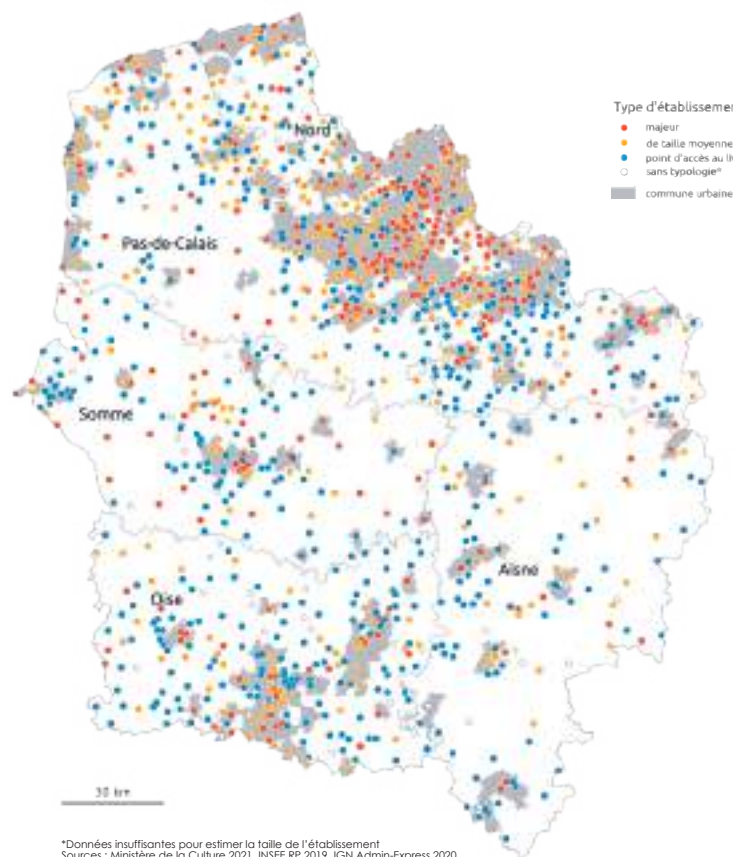 Type d'établissemen
majeur
de taille moyenne
point d'accès au li
sans typologie*
commune urbaine
Nord
Pas-de-Calais
Somme
Aisne
Oise
30 km
*Données insuffisantes pour estimer la taille de l'établissement
Sources : Ministère de la Culture 2021, INSEE RP 2019, IGN Admin-Express 2020